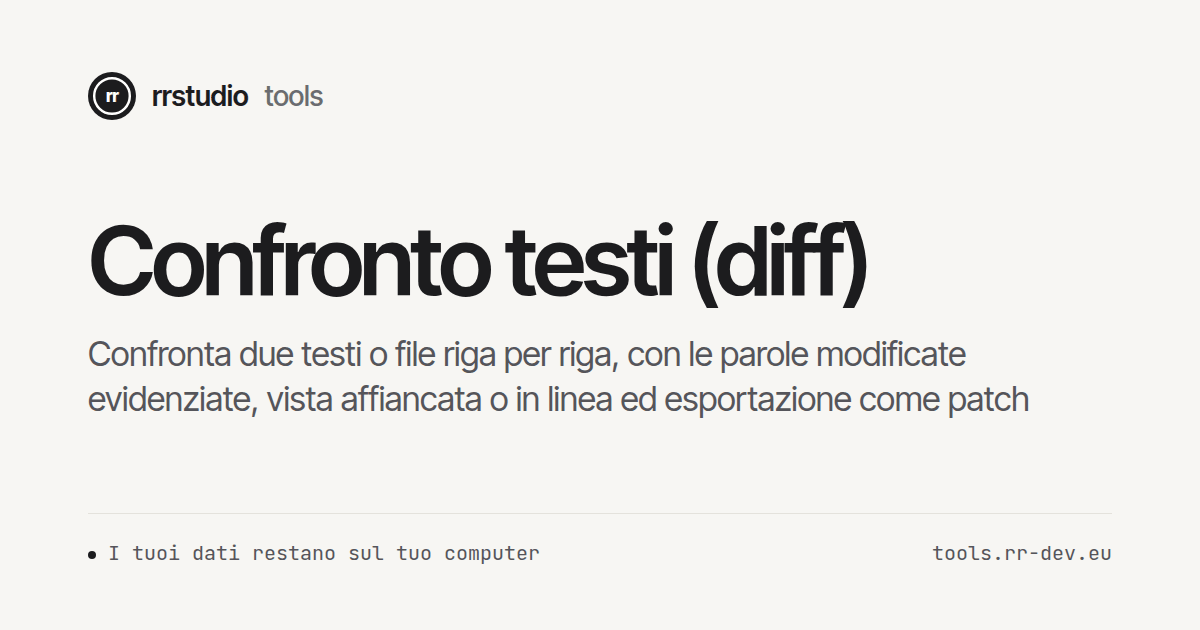 rr rrstudio tools
Confronto testi (diff)
Confronta due testi o file riga per riga, con le parole modificate
evidenziate, vista affiancata o in linea ed esportazione come patch
I tuoi dati restano sul tuo computer
tools.rr-dev.eu